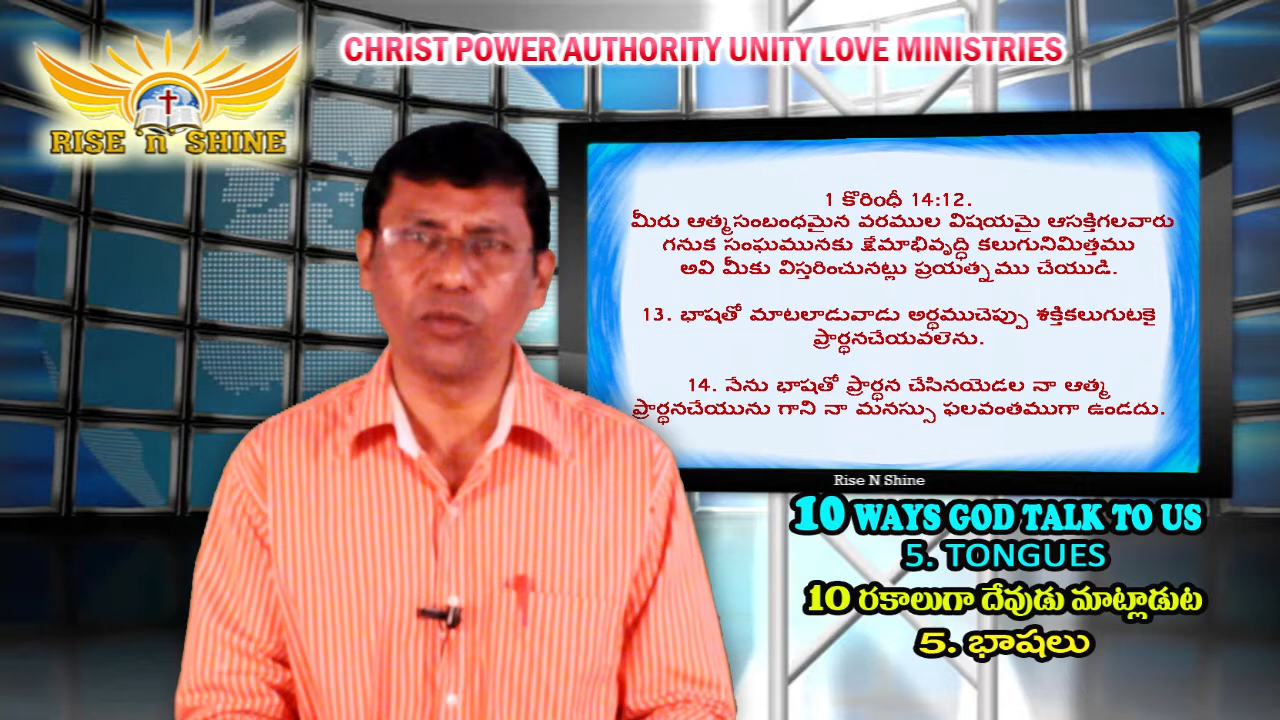 CHRIST POWER AUTHORITY UNITY LOVE MINISTRIES
RISE 'n' SHINE
1 కొరింథీ 14:12.
మీరు ఆత్మసంబంధమైన వరముల విషయమై ఆసక్తిగలవారు
గనుక సంఘమునకు క్షేమాభివృద్ధి కలుగునిమిత్తము
అవి మీకు విస్తరించునట్లు ప్రయత్నము చేయుడి.
13. భాషతో మాటలాడువాడు అర్థముచెప్పు శక్తికలుగుటకై
ప్రార్థనచేయవలెను.
14. నేను భాషతో ప్రార్థన చేసినయెడల నా ఆత్మ
ప్రార్థనచేయును గాని నా మనస్సు ఫలవంతముగా ఉండదు.
Rise N Shine
10 WAYS GOD TALK TO US
5. TONGUES
10 రకాలుగా దేవుడు మాట్లాడుట
5. భాషలు